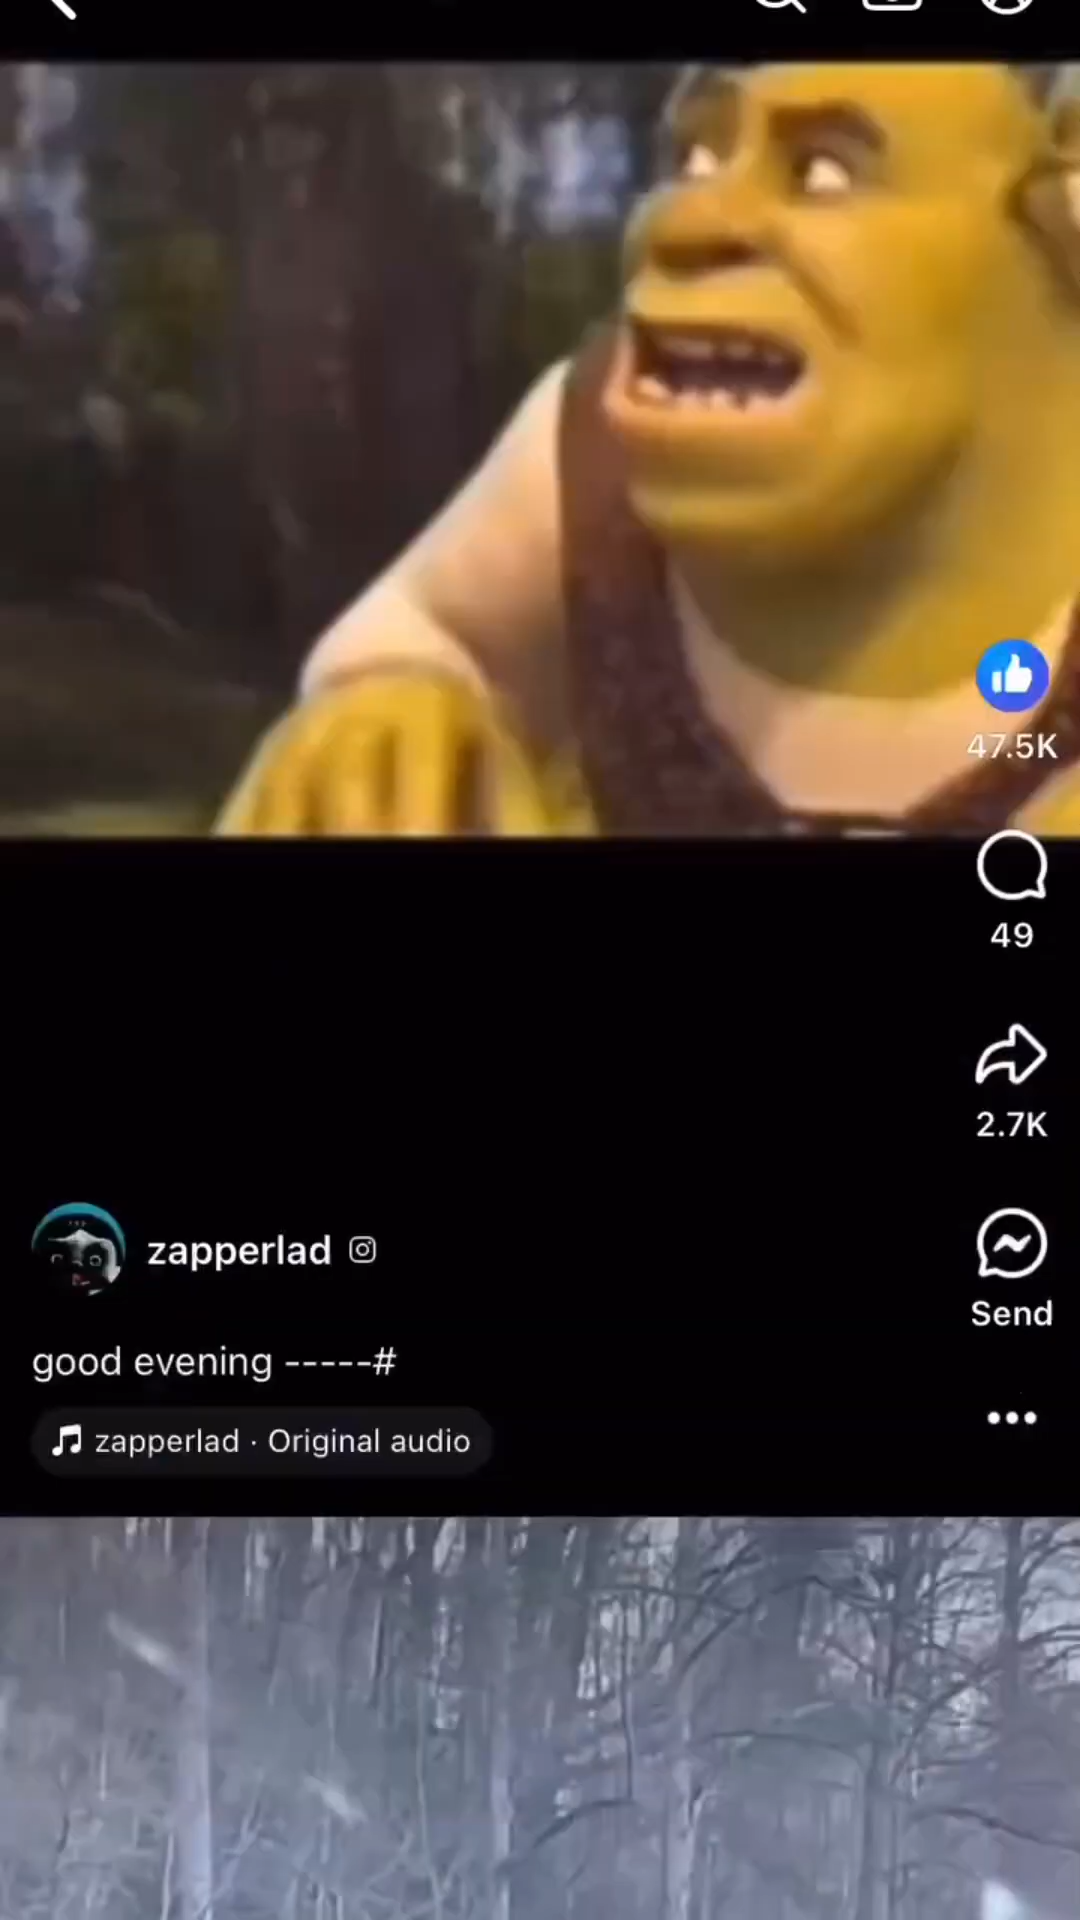 47.5K
49
2.7K
zapperlad
Send
good evening -----#
zapperlad · Original audio